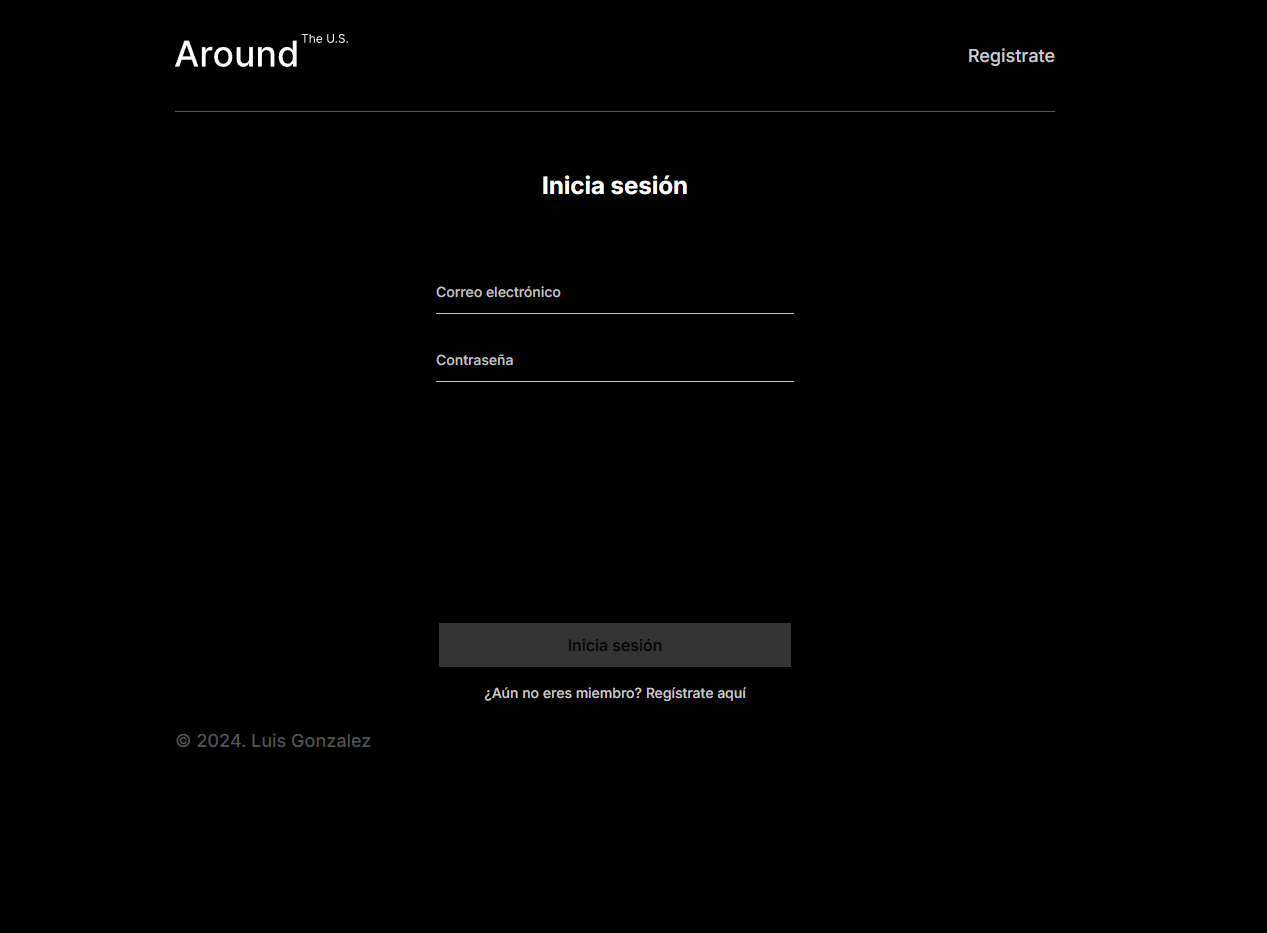 Around The U.S.
Registrate
Inicia sesión
Correo electrónico
Contraseña
Inicia sesión
¿Aún no eres miembro? Regístrate aquí
© 2024. Luis Gonzalez